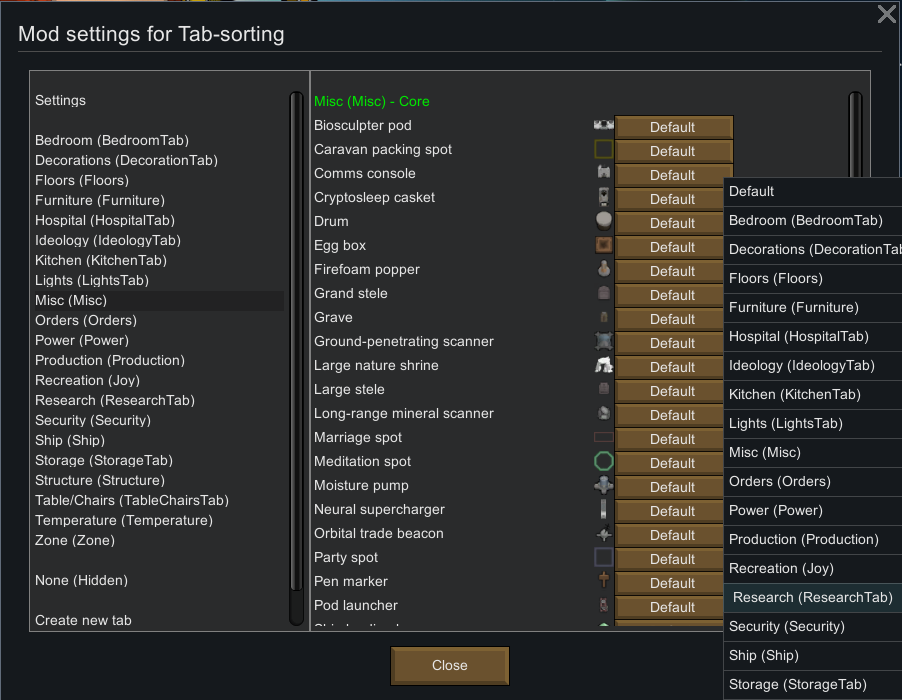 Mod settings for Tab-sorting
Settings
Bedroom (BedroomTab)
Decorations (DecorationTab)
Floors (Floors)
Furniture (Furniture)
Hospital (HospitalTab)
Ideology (IdeologyTab)
Kitchen (KitchenTab)
Lights (LightsTab)
Misc (Misc)
Orders (Orders)
Power (Power)
Production (Production)
Recreation (Joy)
Research (ResearchTab)
Security (Security)
Ship (Ship)
Storage (StorageTab)
Structure (Structure)
Table/Chairs (TableChairsTab)
Temperature (Temperature)
Zone (Zone)
None (Hidden)
Create new tab
Misc (Misc) - Core
Biosculpter pod Default
Caravan packing spot Default
Comms console Default
Cryptosleep casket Default
Drum Default
Egg box Default
Firefoam popper Default
Grand stele Default
Grave Default
Ground-penetrating scanner Default
Large nature shrine Default
Large stele Default
Long-range mineral scanner Default
Marriage spot Default
Meditation spot Default
Moisture pump Default
Neural supercharger Default
Orbital trade beacon Default
Party spot Default
Pen marker Default
Pod launcher Default
Default
Bedroom (BedroomTab)
Decorations (DecorationTab
Floors (Floors)
Furniture (Furniture)
Hospital (HospitalTab)
Ideology (IdeologyTab)
Kitchen (KitchenTab)
Lights (LightsTab)
Misc (Misc)
Orders (Orders)
Power (Power)
Production (Production)
Recreation (Joy)
Research (ResearchTab)
Security (Security)
Ship (Ship)
Storage (StorageTab)
Close